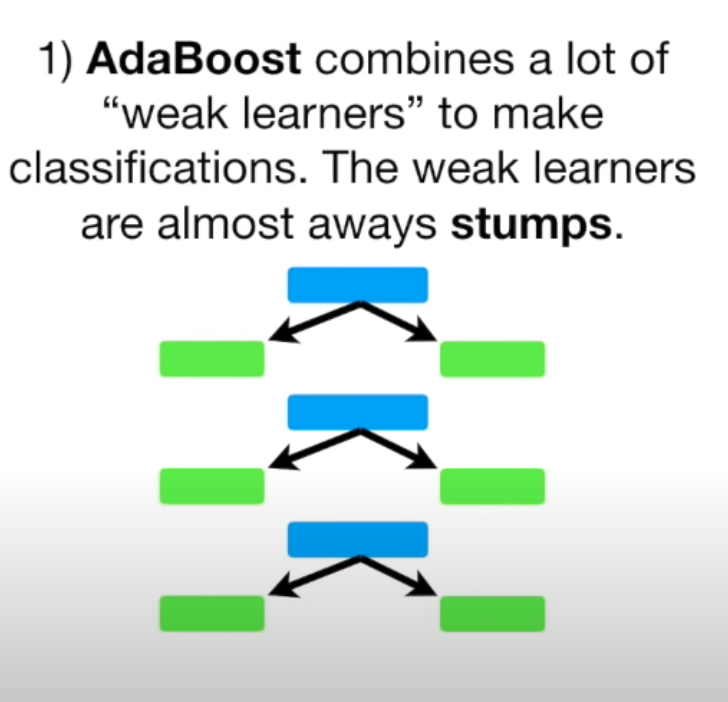 1) AdaBoost combines a lot of
“weak learners” to make
classifications. The weak learners
are almost aways stumps.